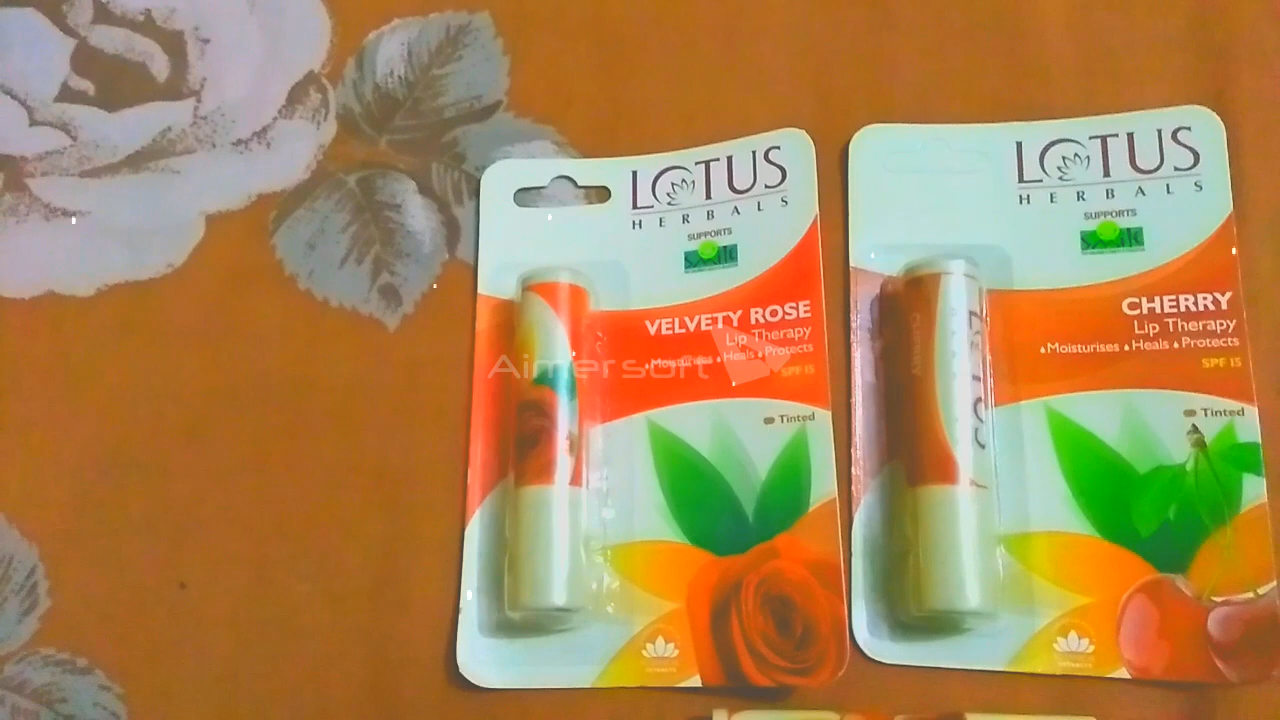 LOTUS
HERBALS
SUPPORTS
VELVETY ROSE
Lip Therapy
Moisturises Heals Protects
SPF 15
Tinted
LOTUS
HERBALS
SUPPORTS
CHERRY
Lip Therapy
Moisturises Heals Protects
SPF 15
Tinted
Aimersoft